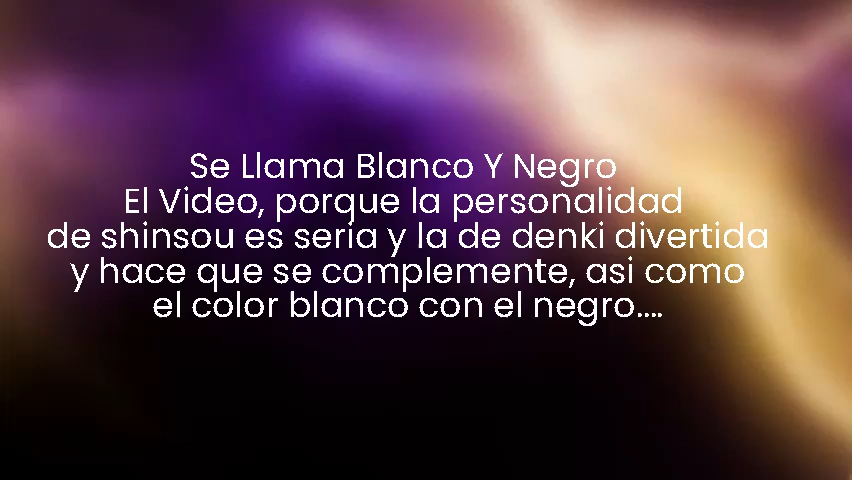 Se Llama Blanco Y Negro
El Video, porque la personalidad
de shinsou es seria y la de denki divertida
y hace que se complemente, asi como
el color blanco con el negro....